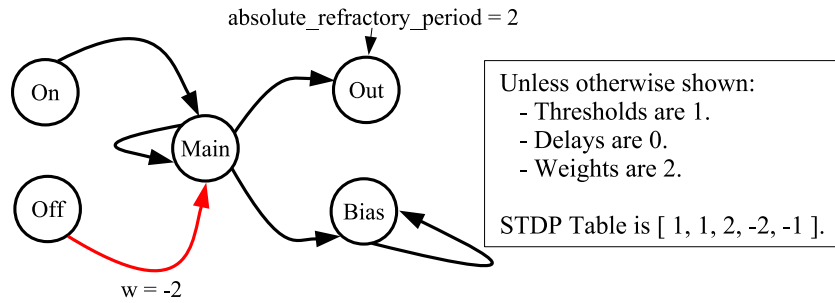 absolute_refractory_period = 2
On
Out
Main
Off
Bias
w = -2
Unless otherwise shown:
- Thresholds are 1.
- Delays are 0.
- Weights are 2.
STDP Table is [ 1, 1, 2, -2, -1 ].